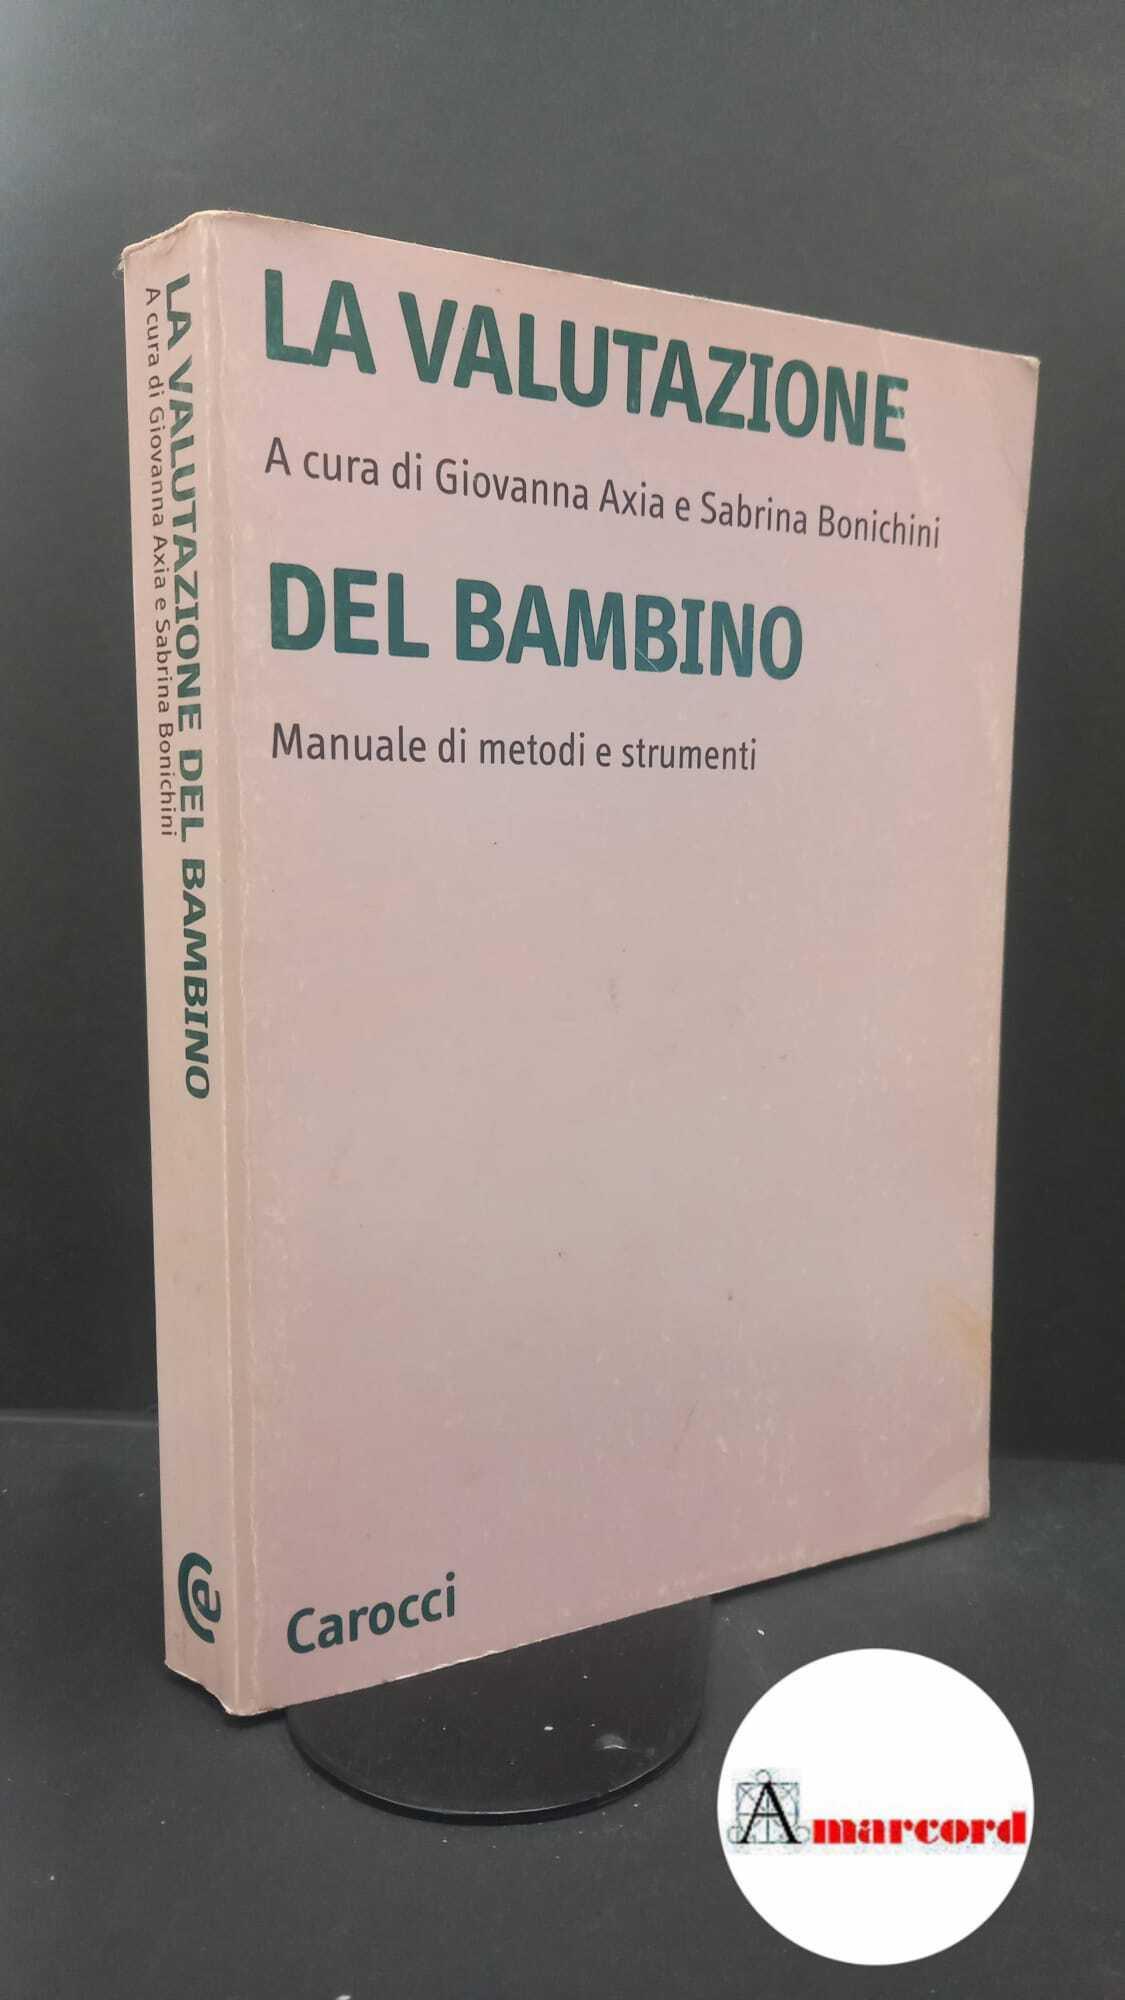 LA VALUTAZIONE
A cura di Giovanna Axia e Sabrina Bonichini
DEL BAMBINO
Manuale di metodi e strumenti
Carocci
LA VALUTAZIONE DEL BAMBINO
A cura di Giovanna Axia e Sabrina Bonichini
Amarcord